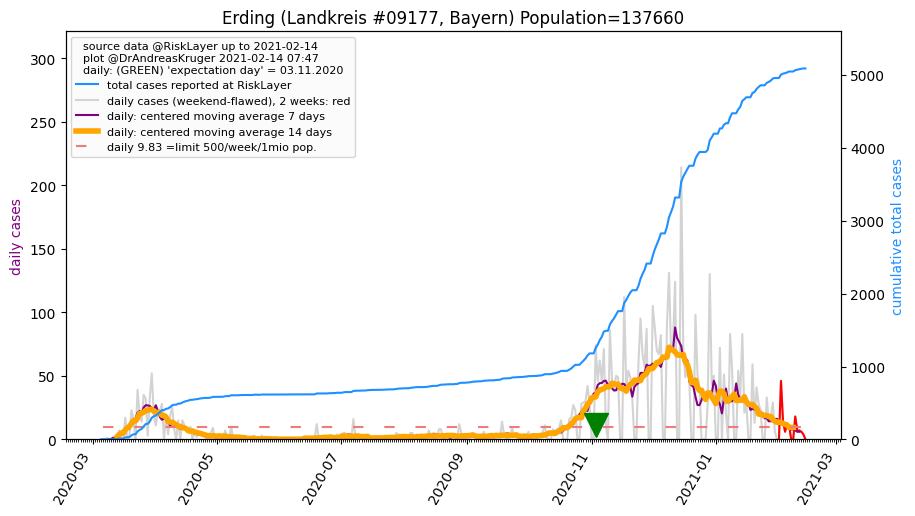 Erding (Landkreis #09177, Bayern) Population=137660
source data @RiskLayer up to 2021-02-14
plot @DrAndreasKruger 2021-02-14 07:47
daily: (GREEN) 'expectation day' = 03.11.2020
total cases reported at RiskLayer
daily cases (weekend-flawed), 2 weeks: red
daily: centered moving average 7 days
daily: centered moving average 14 days
daily 9.83 =limit 500/week/1mio pop.
daily cases
300
250
200
150
100
50
0
cumulative total cases
5000
4000
3000
2000
1000
0
2020-03
2020-05
2020-07
2020-09
2020-11
2021-01
2021-03